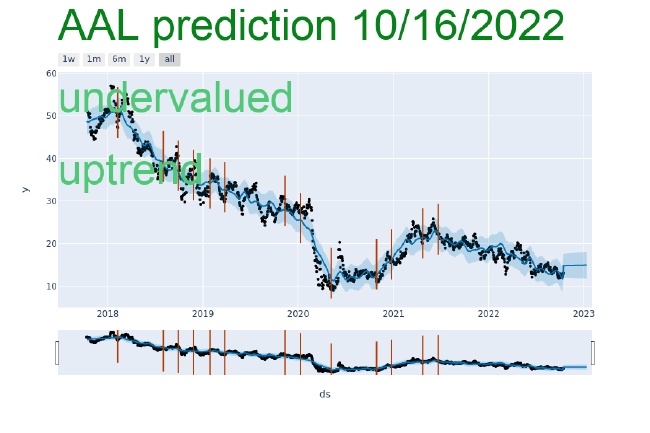 AAL prediction 10/16/2022
1w 1m 6m 1y all
60
undervalued
50
40
uptrend
30
y
20
10
2018 2019 2020 2021 2022 2023
ds